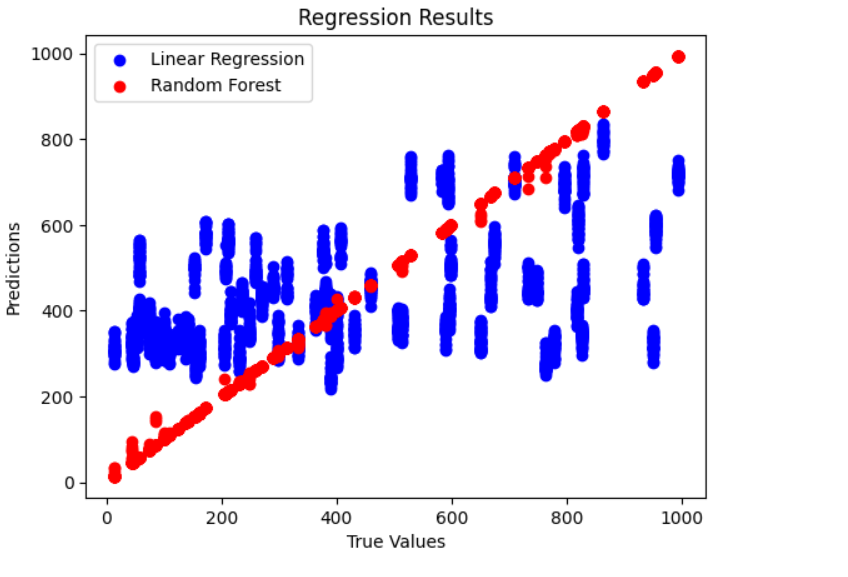 Regression Results
Linear Regression
Random Forest
1000
800
600
400
200
0
Predictions
0 200 400 600 800 1000
True Values